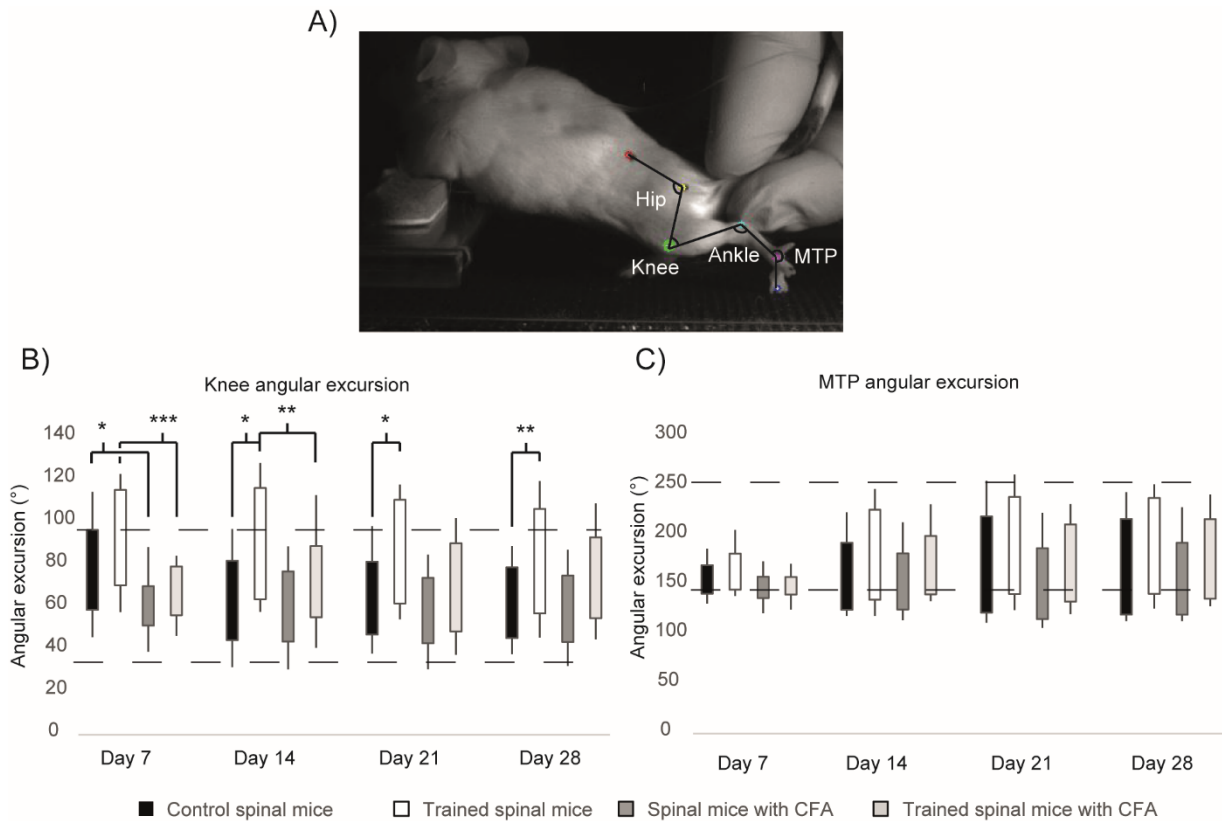 A)
Hip
Knee
Ankle
MTP
B)
Knee angular excursion
Angular excursion (°)
140
120
100
80
60
40
20
0
*
***
*
**
*
**
Day 7
Day 14
Day 21
Day 28
C)
MTP angular excursion
Angular excursion (°)
300
250
200
150
100
50
0
Day 7
Day 14
Day 21
Day 28
Control spinal mice
Trained spinal mice
Spinal mice with CFA
Trained spinal mice with CFA